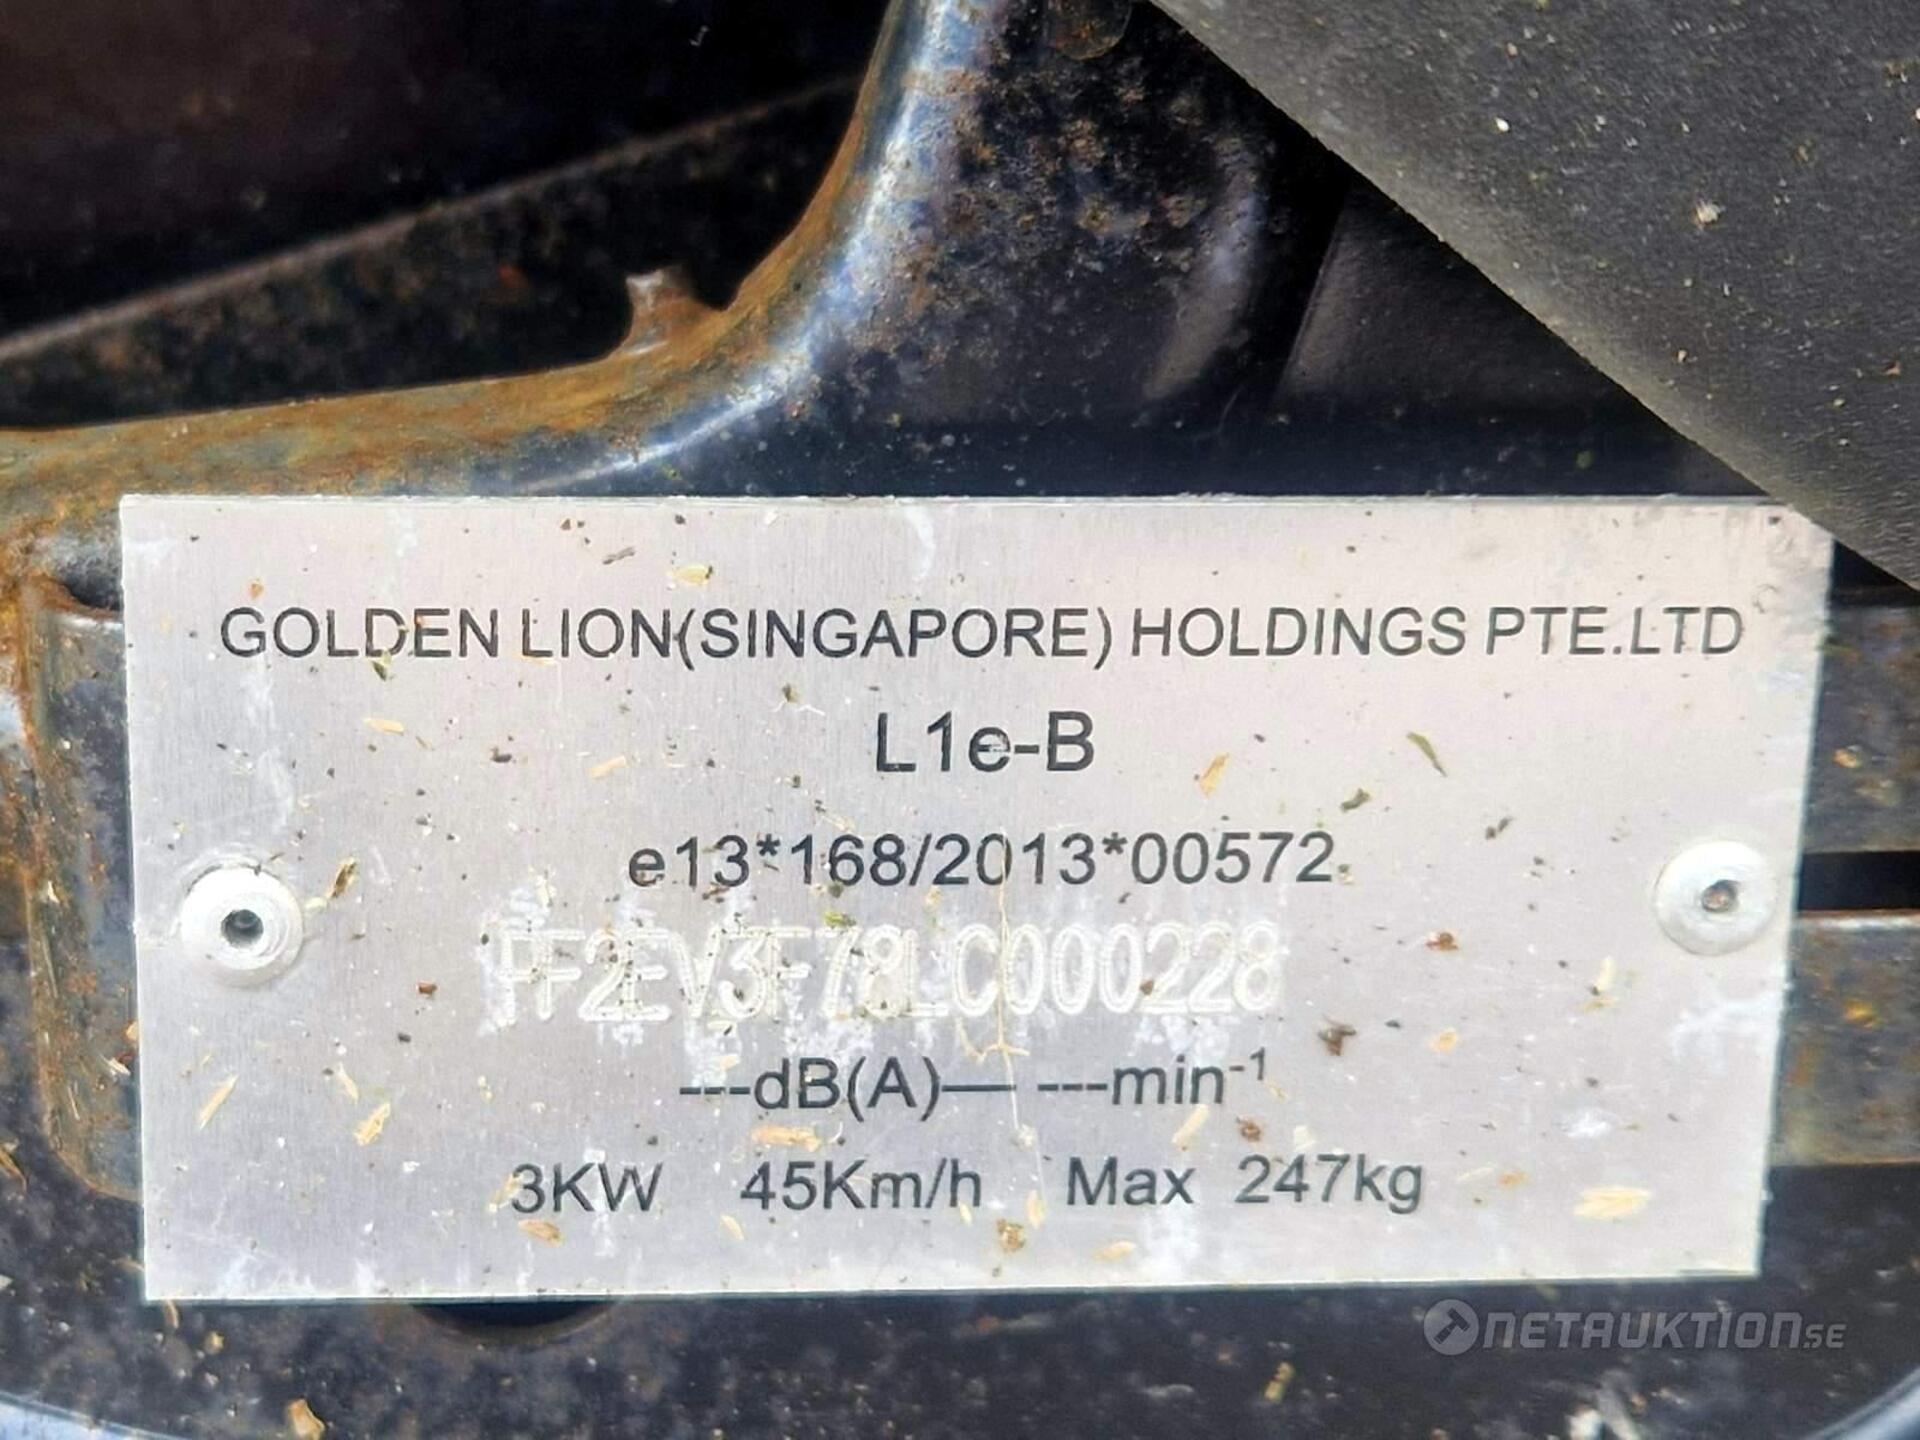 GOLDEN LION(SINGAPORE) HOLDINGS PTE.LTD
L1e-B
e13*168/2013*00572
PF2EV3F78LC000228
---dB(A)— ---min-1
3KW 45Km/h Max 247kg
NETAUKTION.SE